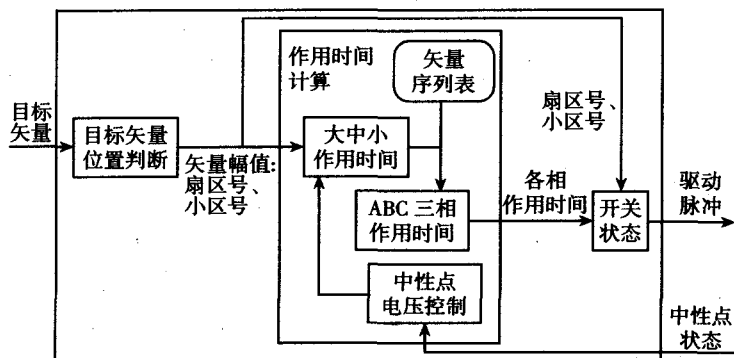 作用时间
计算
矢量
序列表
目标
矢量
目标矢量
位置判断
矢量幅值:
扇区号、
小区号
大中小
作用时间
扇区号、
小区号
ABC 三相
作用时间
各相
作用时间
开关
状态
驱动
脉冲
中性点
电压控制
中性点
状态